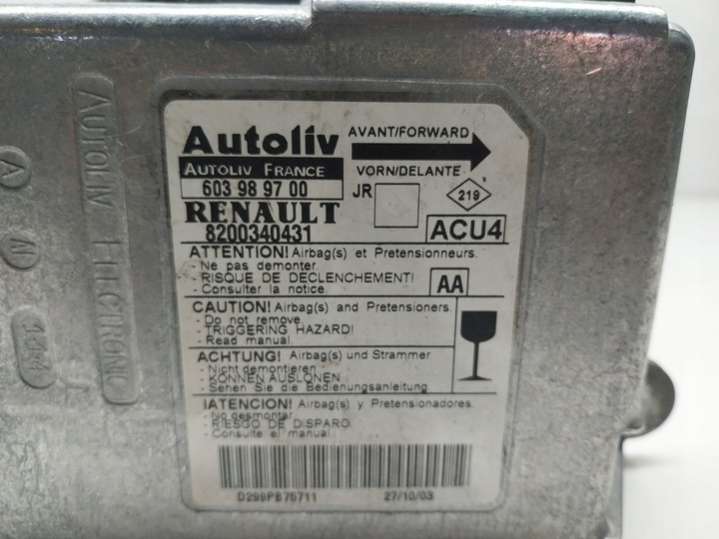 Autoliv
AVANT/FORWARD
AUTOLIV FRANCE
VORN/DELANTE
603 98 97 00
JR
219
RENAULT
8200340431
ACU4
ATTENTION! Airbag(s) et Pretensionneurs.
- Ne pas demonter.
- RISQUE DE DECLENCHEMENT!
- Consulter la notice.
AA
CAUTION! Airbag(s) and Pretensioners.
- Do not remove.
- TRIGGERING HAZARD!
- Read manual.
ACHTUNG! Airbag(s) und Strammer
- Nicht demontieren.
- KÖNNEN AUSLÖNEN!
- Sehen Sie die Bedienungsanleitung
¡ATENCION! Airbag(s) y Pretensionadores.
- No desmontar.
- RIESGO DE DISPARO.
- Consulte el manual.
D298PB75711
27/10/03
AUTOLIV ELECTRONIC
A
N